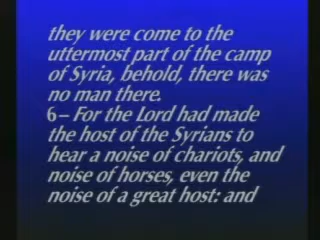 they were come to the
uttermost part of the camp
of Syria, behold, there was
no man there.
6– For the Lord had made
the host of the Syrians to
hear a noise of chariots, and
noise of horses, even the
noise of a great host: and